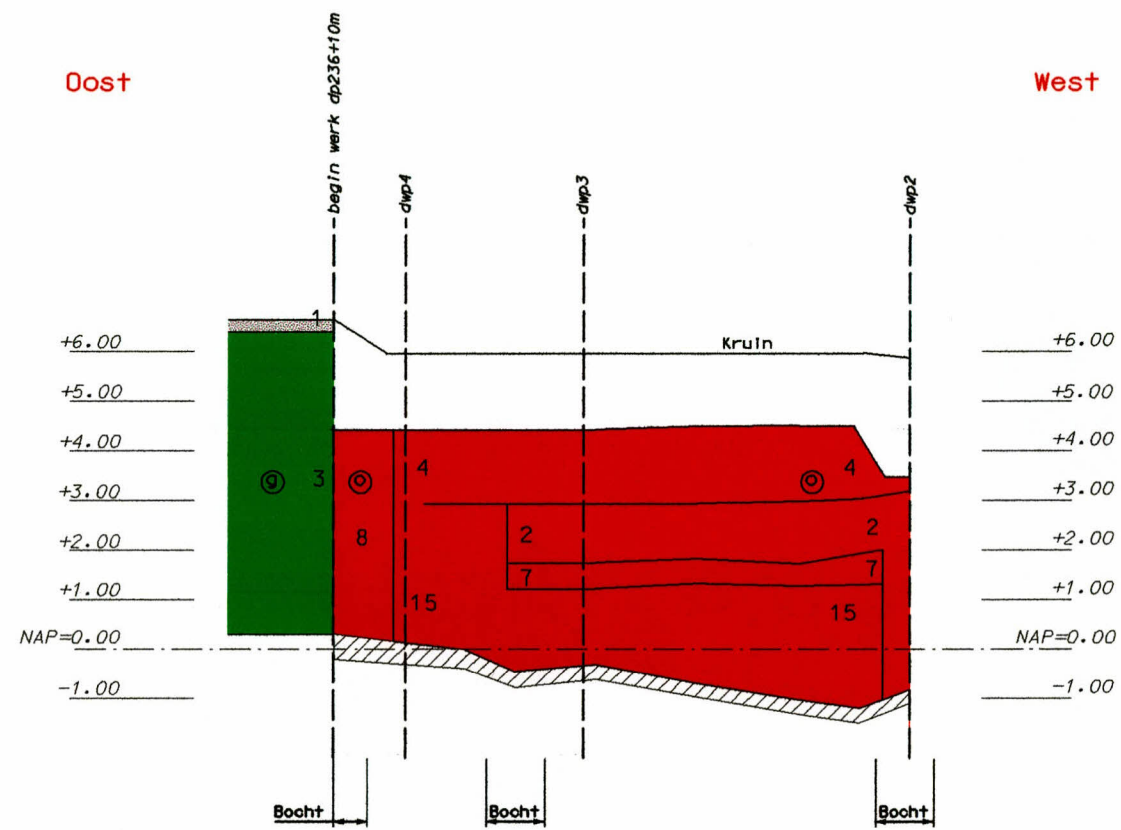 Oost
West
begin werk dp236+10m
dwp4
dwp3
dwp2
1
Kruin
+6.00
+6.00
+5.00
+5.00
+4.00
+4.00
4
4
g
3
o
o
+3.00
+3.00
8
2
2
+2.00
+2.00
7
7
+1.00
+1.00
15
15
NAP=0.00
NAP=0.00
-1.00
-1.00
Bocht
Bocht
Bocht